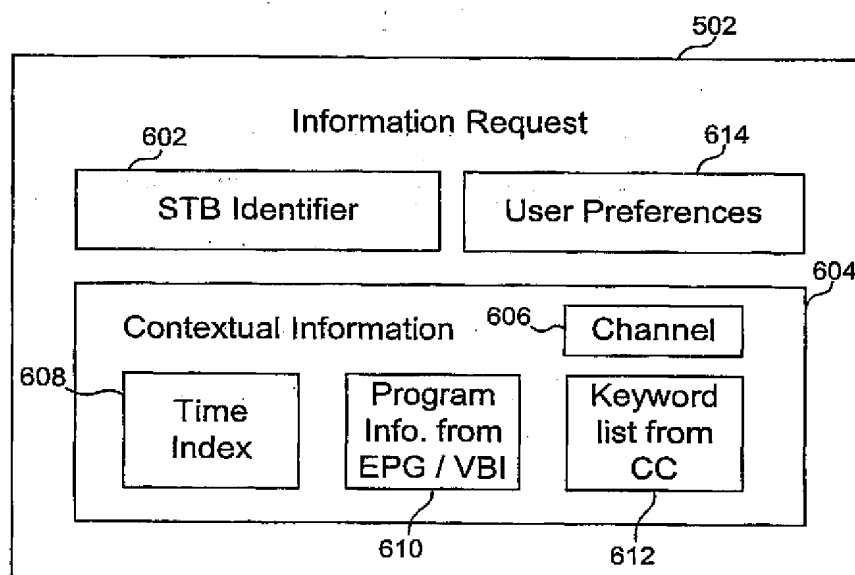 502
Information Request
602
614
STB Identifier
User Preferences
604
Contextual Information
606
Channel
608
Time
Index
Program
Info. from
EPG / VBI
Keyword
list from
CC
610
612